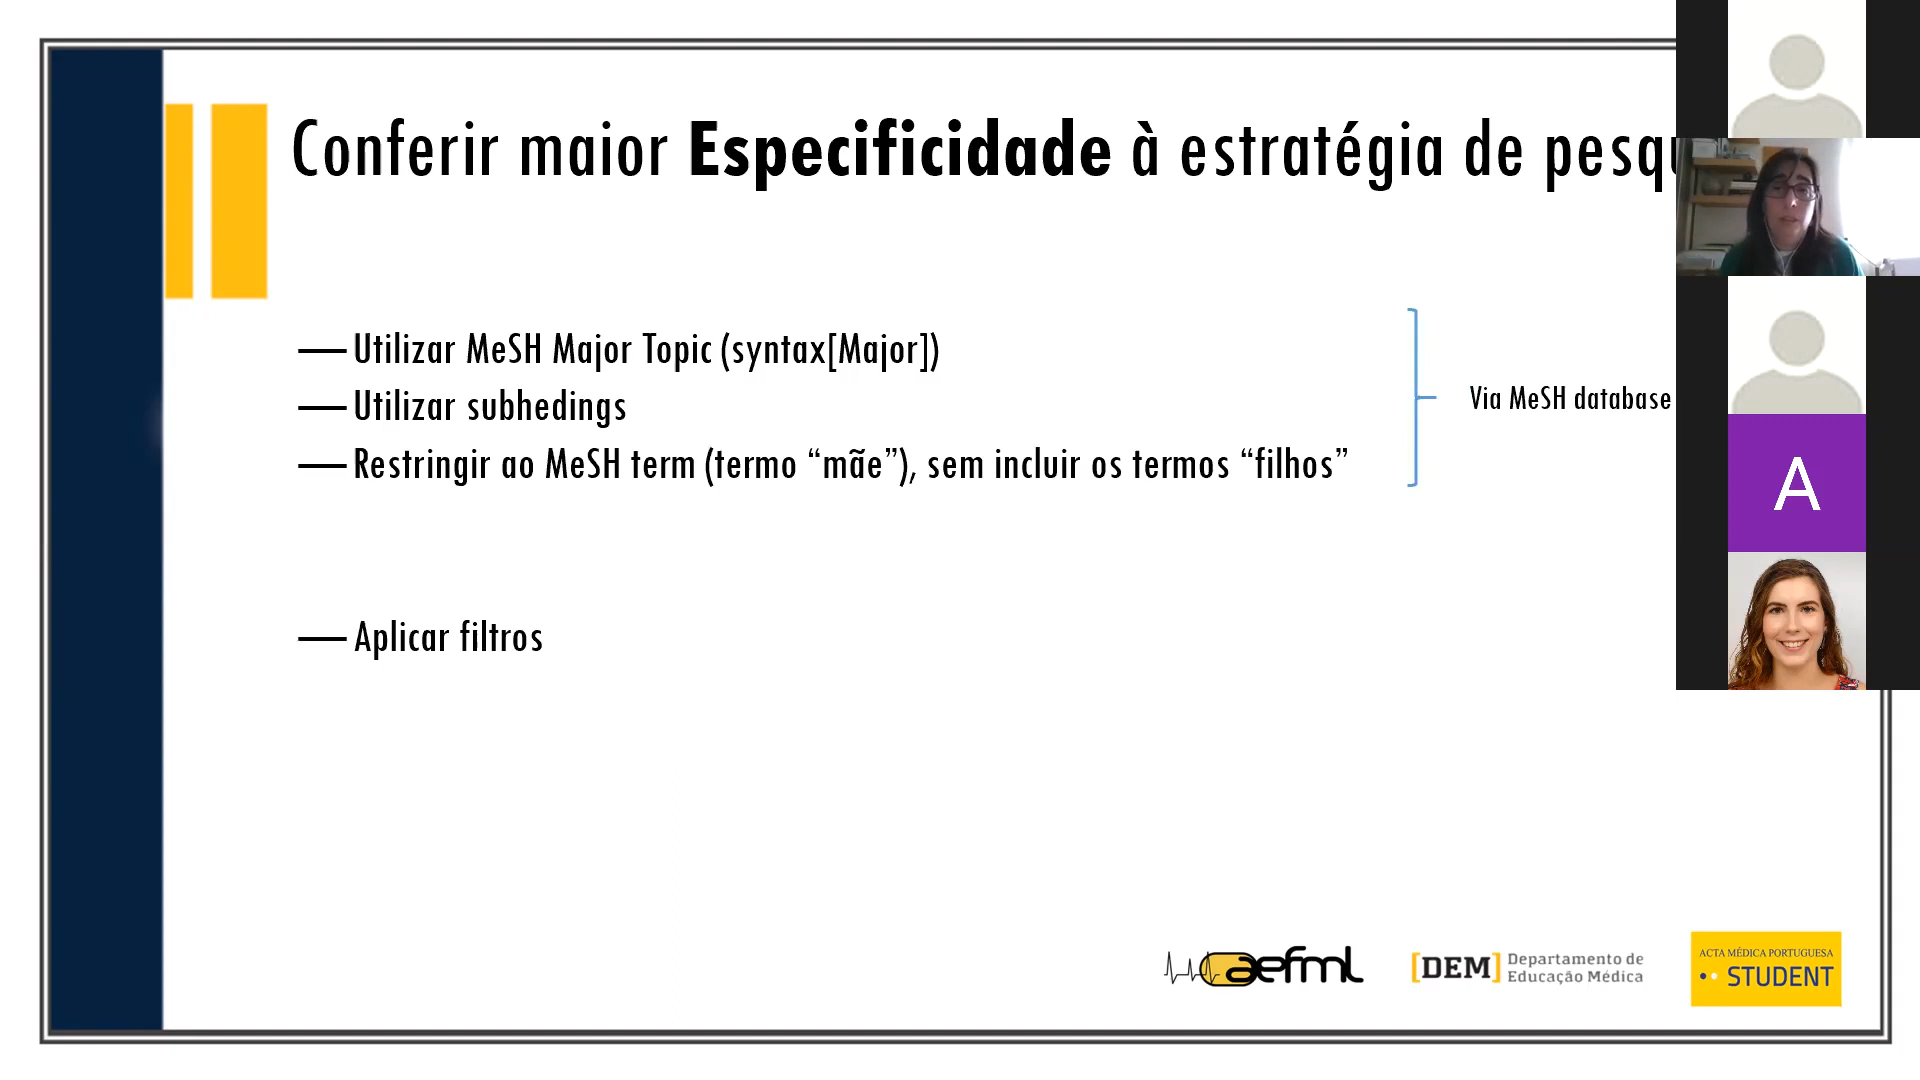 Conferir maior Especificidade à estratégia de pesqu
— Utilizar MeSH Major Topic (syntax[Major])
— Utilizar subhedings
— Restringir ao MeSH term (termo “mãe”), sem incluir os termos “filhos”
Via MeSH database
— Aplicar filtros
A
aefml
[DEM] Departamento de
Educação Médica
ACTA MÉDICA PORTUGUESA
STUDENT